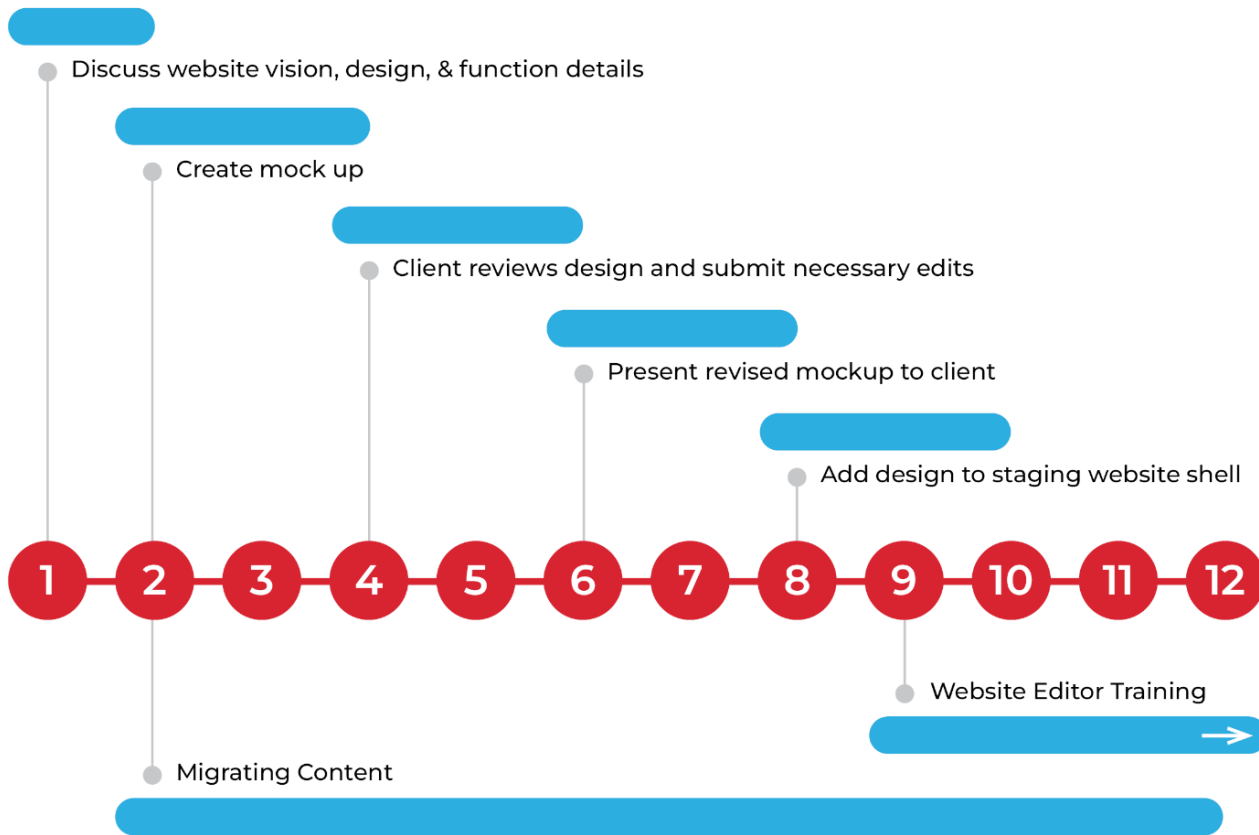 Discuss website vision, design, & function details
Create mock up
Client reviews design and submit necessary edits
Present revised mockup to client
Add design to staging website shell
1 2 3 4 5 6 7 8 9 10 11 12
Website Editor Training
Migrating Content